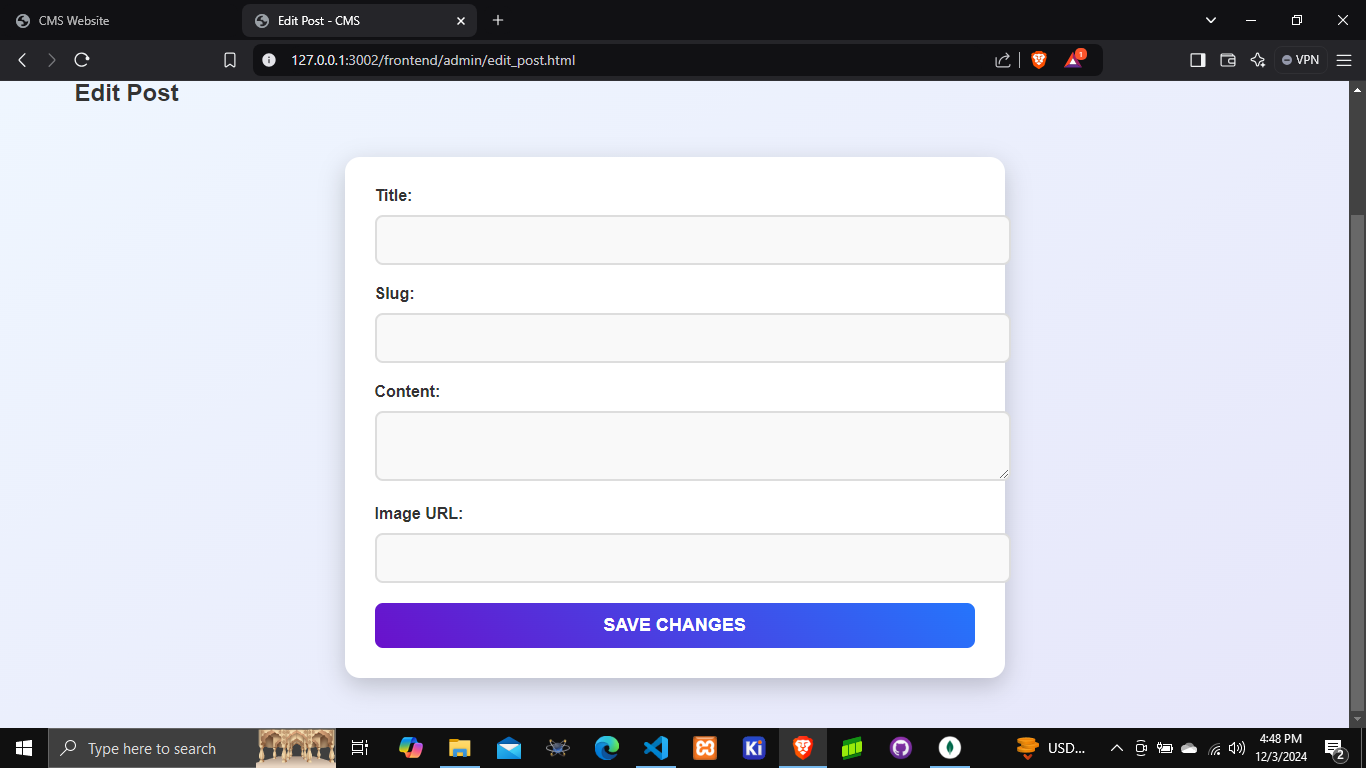 CMS Website
Edit Post - CMS
127.0.0.1:3002/frontend/admin/edit_post.html
1
VPN
Edit Post
Title:
Slug:
Content:
Image URL:
SAVE CHANGES
Type here to search
Ki
USD...
4:48 PM
12/3/2024
2